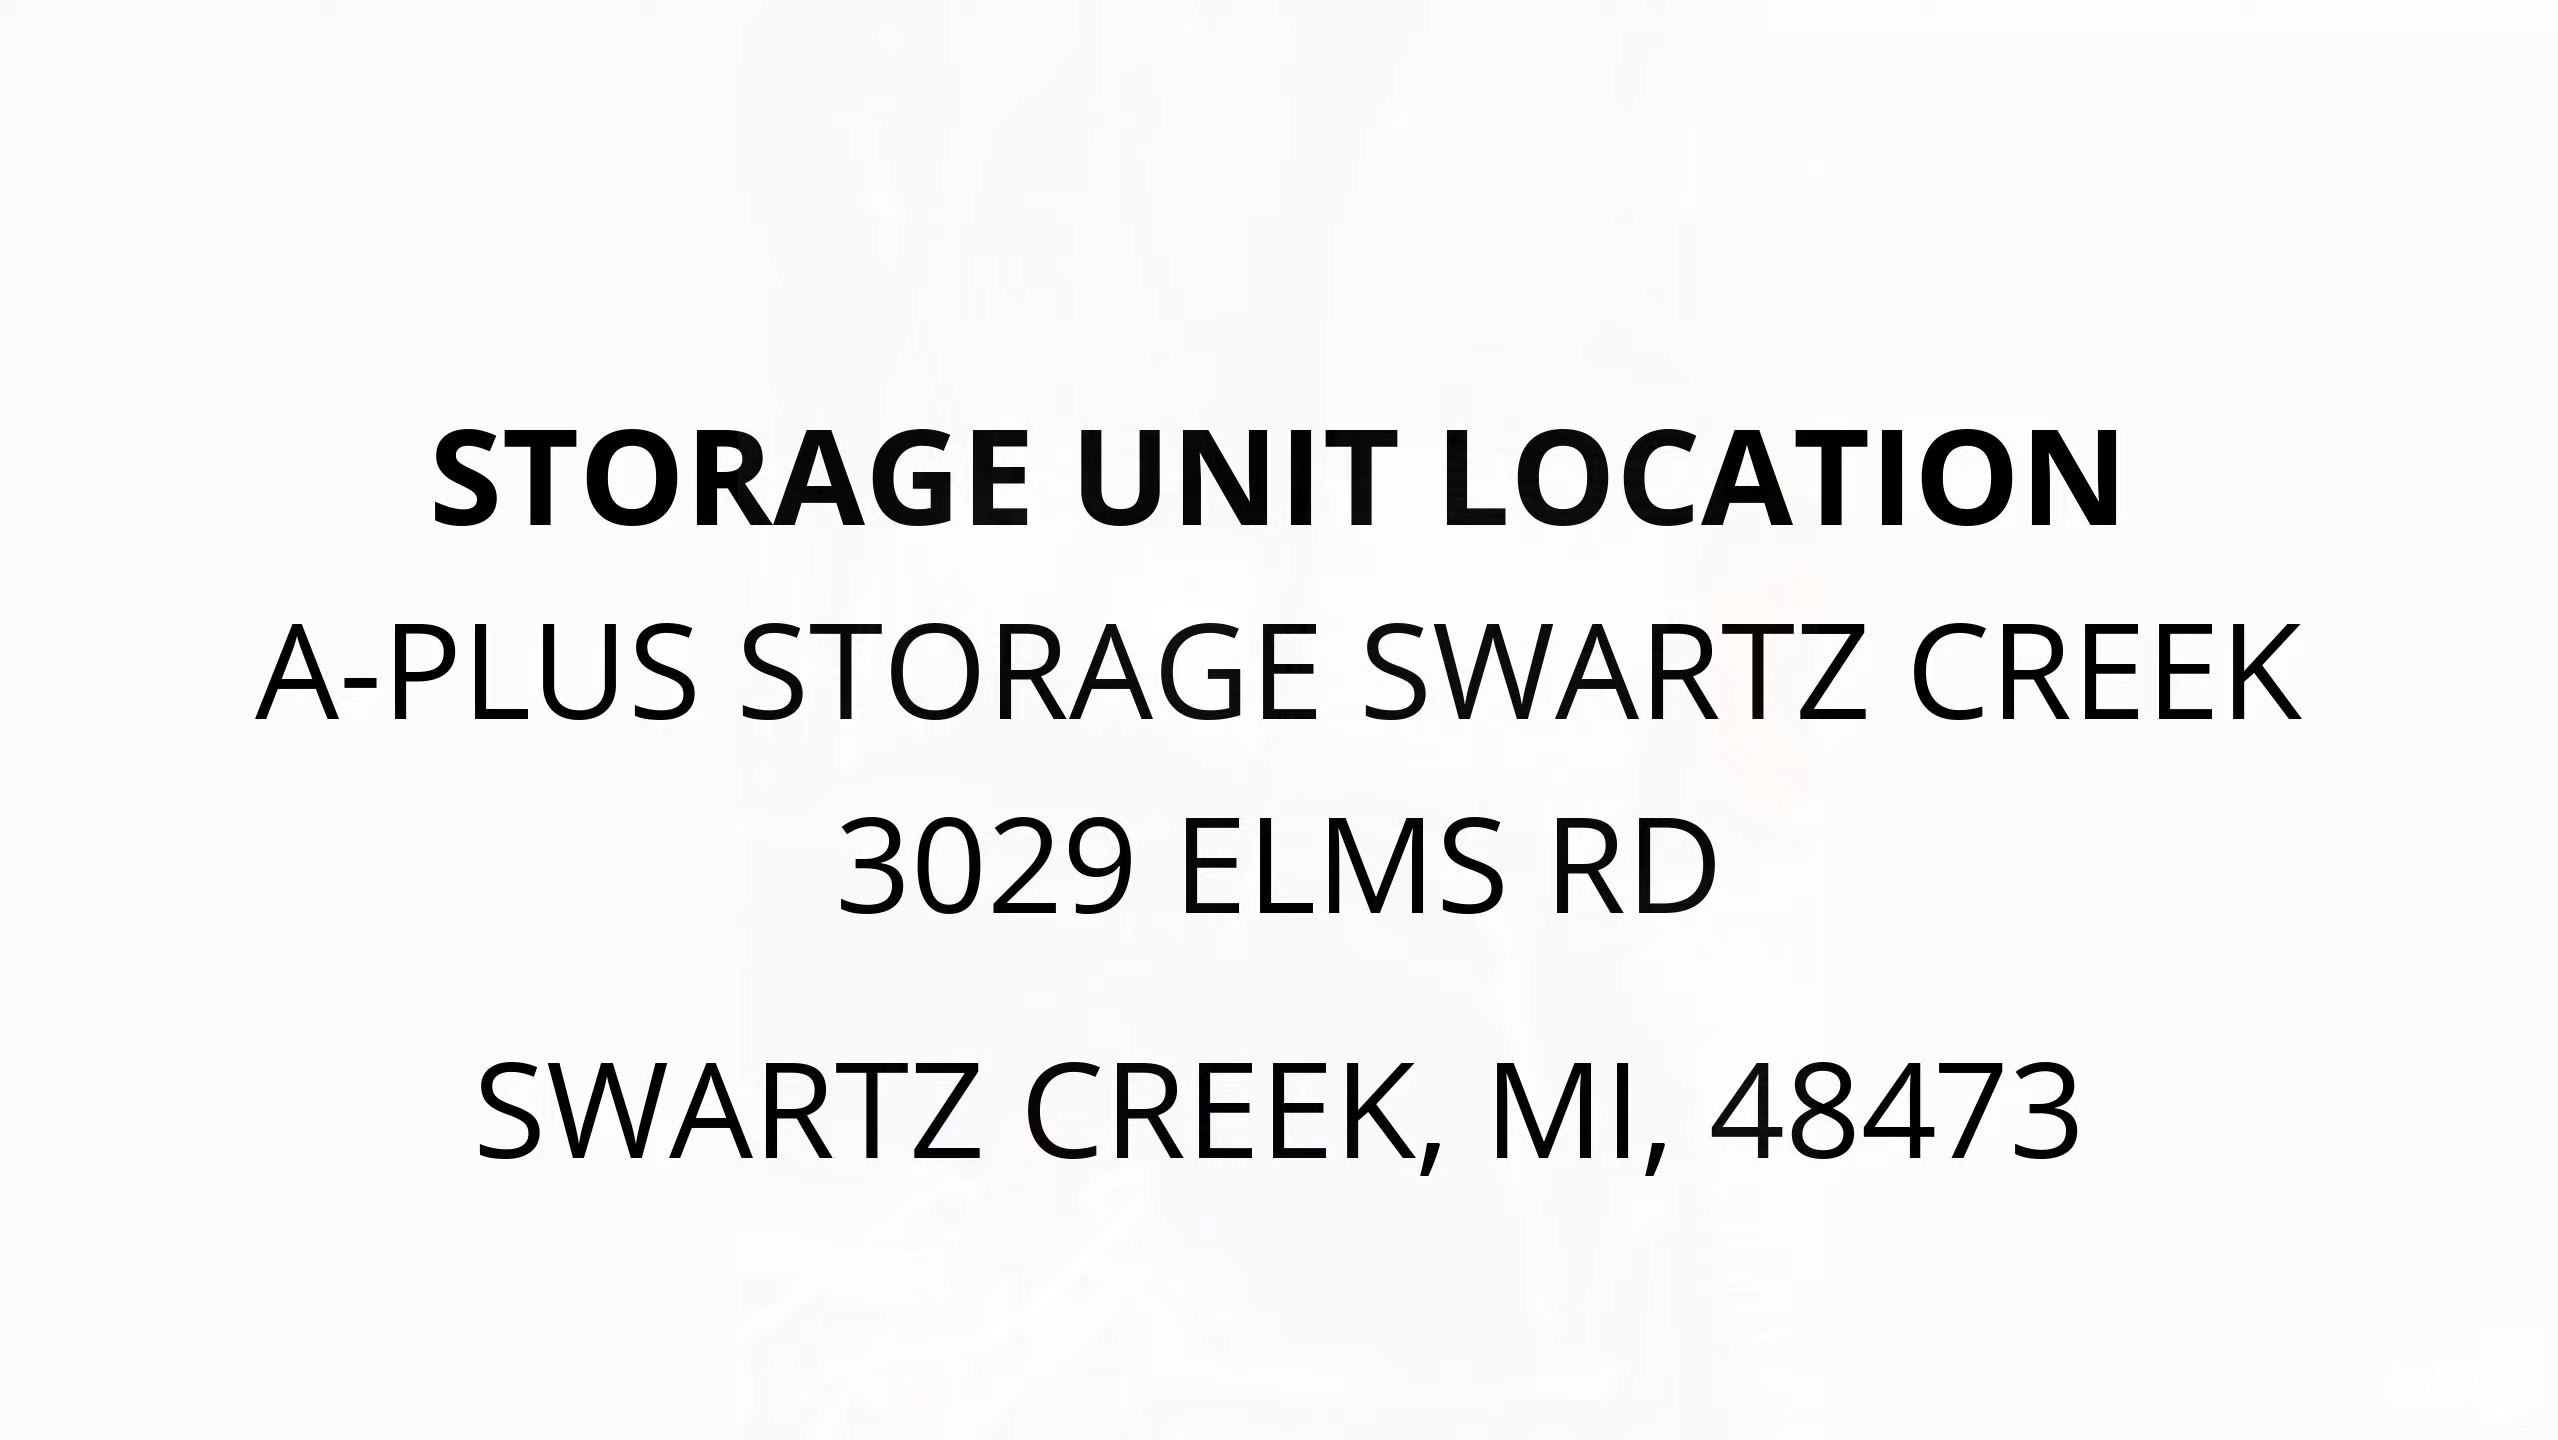 STORAGE UNIT LOCATION
A-PLUS STORAGE SWARTZ CREEK
3029 ELMS RD
SWARTZ CREEK, MI, 48473